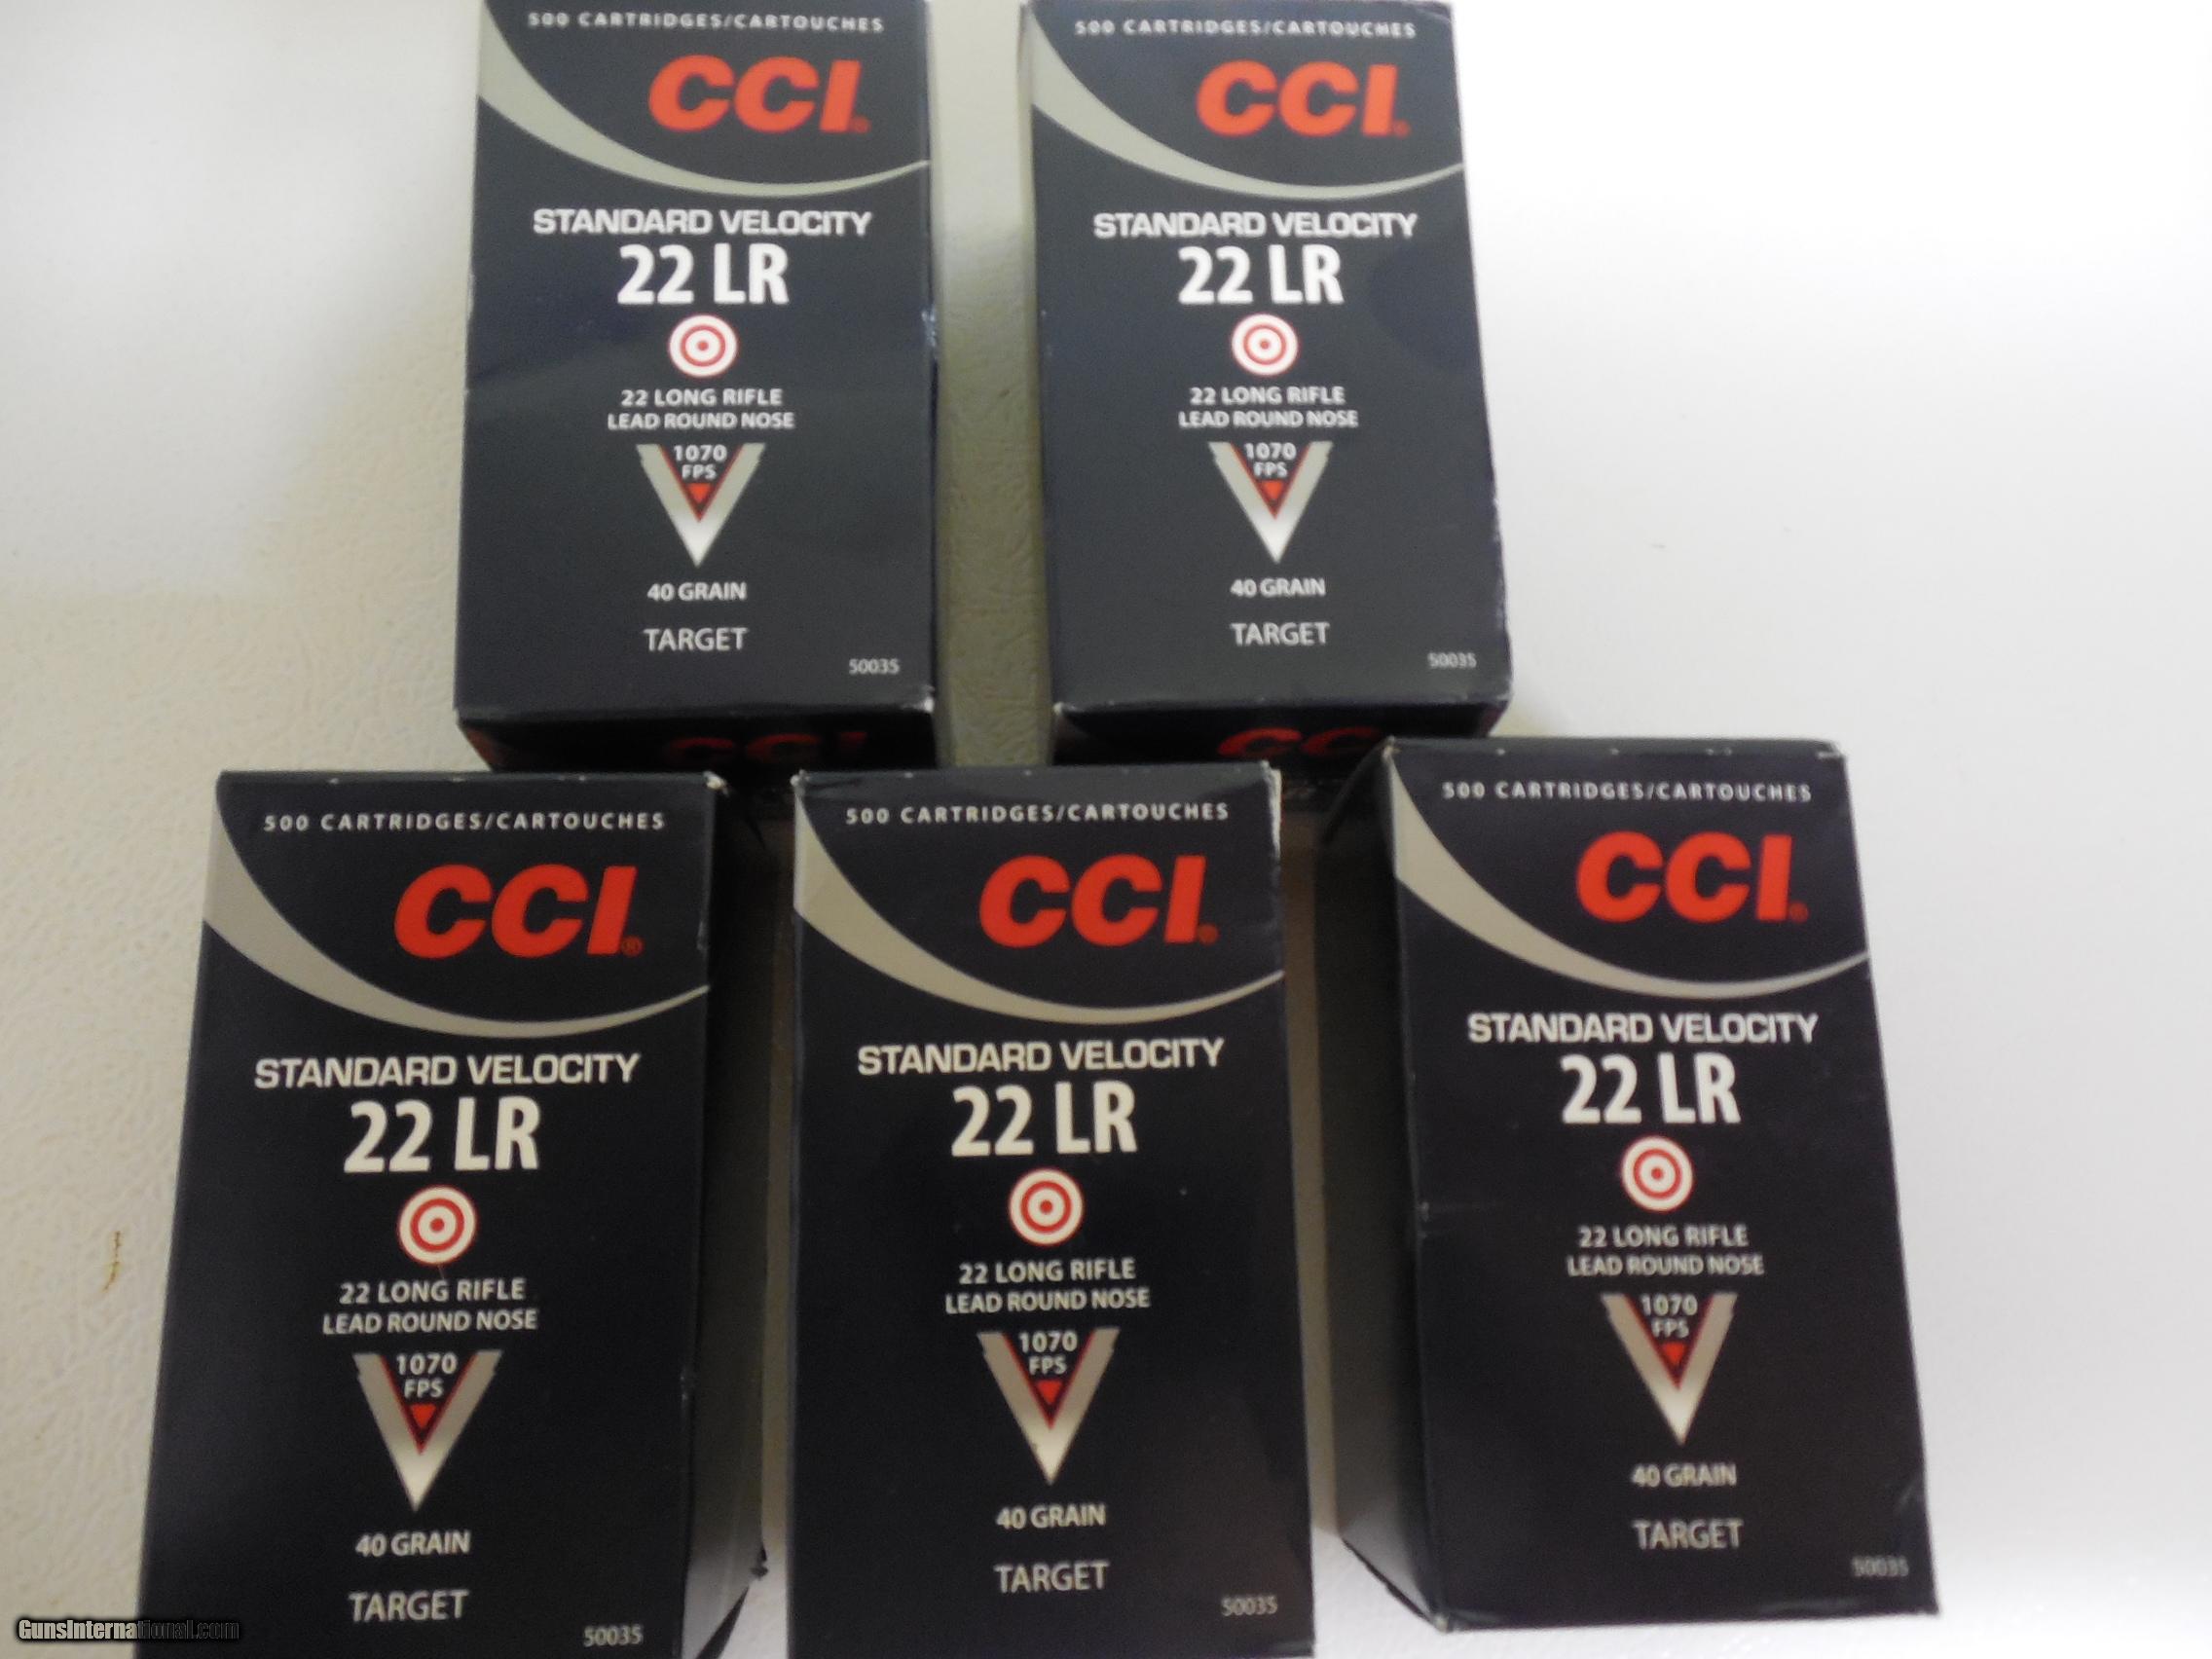 500 CARTRIDGES/CARTOUCHES
CCI®
STANDARD VELOCITY
22 LR
22 LONG RIFLE
LEAD ROUND NOSE
1070
FPS
40 GRAIN
TARGET
50035
CCI
500 CARTRIDGES/CARTOUCHES
CCI®
STANDARD VELOCITY
22 LR
22 LONG RIFLE
LEAD ROUND NOSE
1070
FPS
40 GRAIN
TARGET
50035
CC
500 CARTRIDGES/CARTOUCHES
CCI®
STANDARD VELOCITY
22 LR
22 LONG RIFLE
LEAD ROUND NOSE
1070
FPS
40 GRAIN
TARGET
50035
500 CARTRIDGES/CARTOUCHES
CCI®
STANDARD VELOCITY
22 LR
22 LONG RIFLE
LEAD ROUND NOSE
1070
FPS
40 GRAIN
TARGET
50035
500 CARTRIDGES/CARTOUCHES
CCI®
STANDARD VELOCITY
22 LR
22 LONG RIFLE
LEAD ROUND NOSE
1070
FPS
40 GRAIN
TARGET
50035
GunsInternational.com